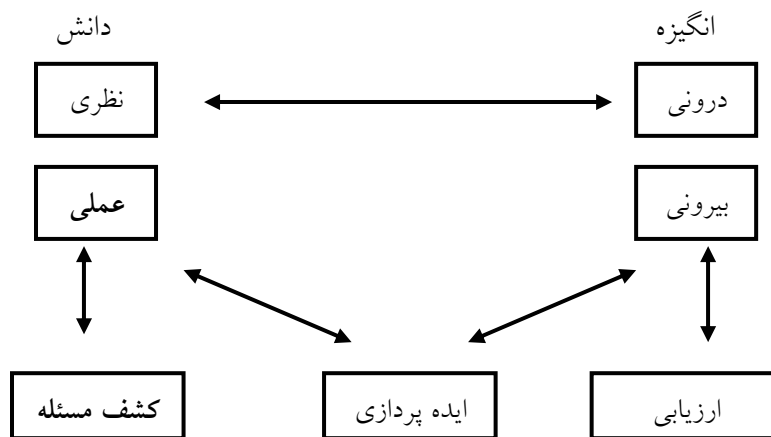 انگیزه
دانش
درونی
نظری
بیرونی
عملی
ارزیابی
ایده پردازی
کشف مسئله